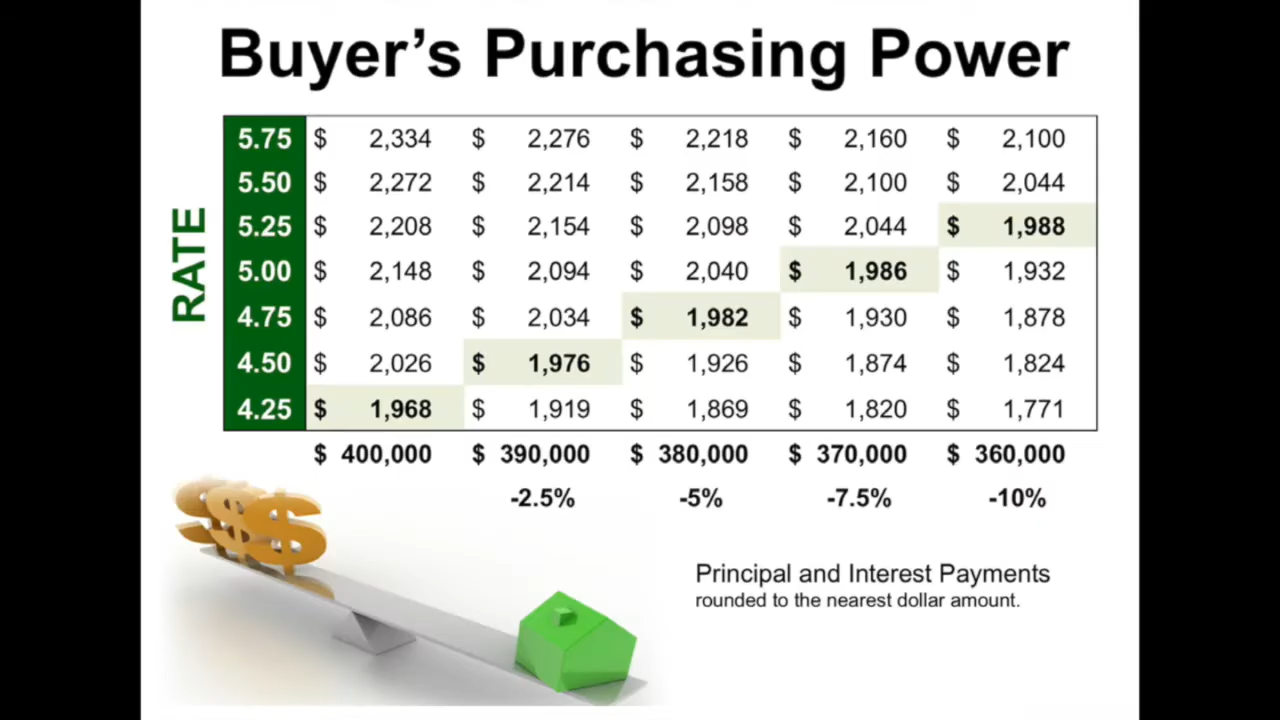 Buyer's Purchasing Power
RATE
5.75 $ 2,334 $ 2,276 $ 2,218 $ 2,160 $ 2,100
5.50 $ 2,272 $ 2,214 $ 2,158 $ 2,100 $ 2,044
5.25 $ 2,208 $ 2,154 $ 2,098 $ 2,044 $ 1,988
5.00 $ 2,148 $ 2,094 $ 2,040 $ 1,986 $ 1,932
4.75 $ 2,086 $ 2,034 $ 1,982 $ 1,930 $ 1,878
4.50 $ 2,026 $ 1,976 $ 1,926 $ 1,874 $ 1,824
4.25 $ 1,968 $ 1,919 $ 1,869 $ 1,820 $ 1,771
$ 400,000 $ 390,000 $ 380,000 $ 370,000 $ 360,000
-2.5% -5% -7.5% -10%
$$$
Principal and Interest Payments
rounded to the nearest dollar amount.